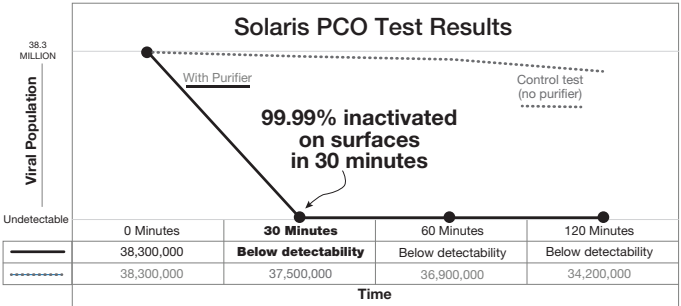 Solaris PCO Test Results
38.3
MILLION
Viral Population
Undetectable
With Purifier
Control test
(no purifier)
99.99% inactivated
on surfaces
in 30 minutes
0 Minutes 30 Minutes 60 Minutes 120 Minutes
38,300,000 Below detectability Below detectability Below detectability
38,300,000 37,500,000 36,900,000 34,200,000
Time